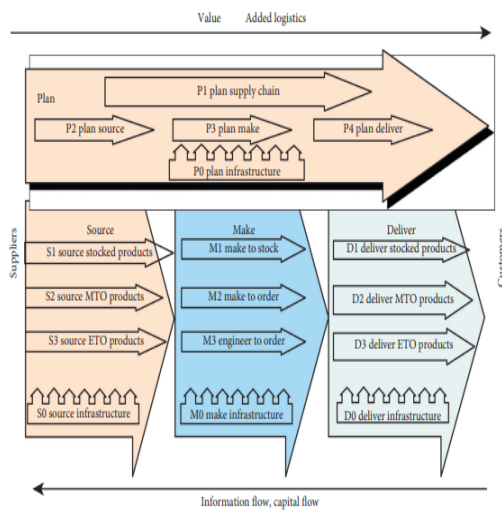 Value Added logistics
Plan
P1 plan supply chain
P2 plan source
P3 plan make
P4 plan deliver
P0 plan infrastructure
Suppliers
Customers
Source
Make
Deliver
S1 source stocked products
M1 make to stock
D1 deliver stocked products
S2 source MTO products
M2 make to order
D2 deliver MTO products
S3 source ETO products
M3 engineer to order
D3 deliver ETO products
S0 source infrastructure
M0 make infrastructure
D0 deliver infrastructure
Information flow, capital flow